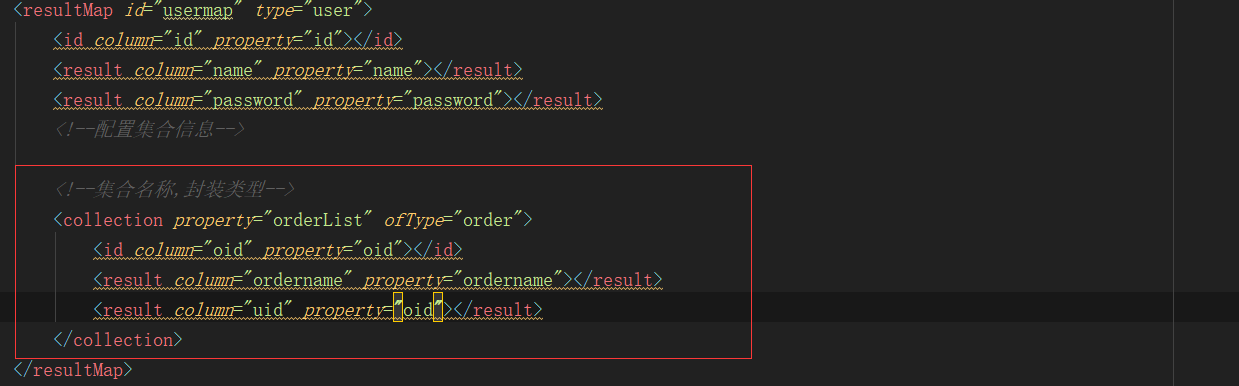 <resultMap id="usermap" type="user">
<id column="id" property="id"></id>
<result column="name" property="name"></result>
<result column="password" property="password"></result>
<!--配置集合信息-->
<!--集合名称,封装类型-->
<collection property="orderList" ofType="order">
<id column="oid" property="oid"></id>
<result column="ordername" property="ordername"></result>
<result column="uid" property="oid"></result>
</collection>
</resultMap>